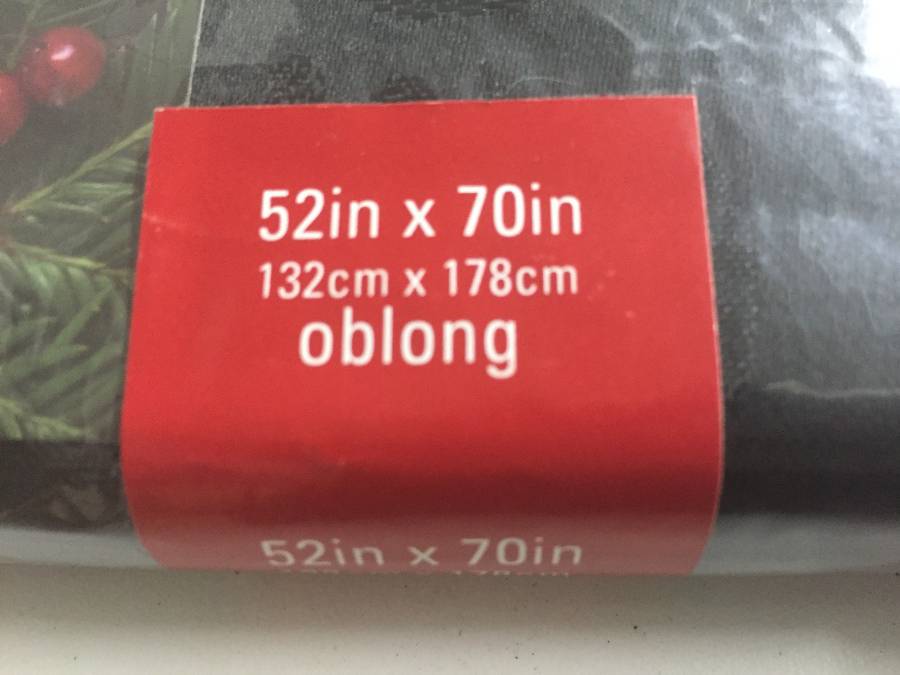 52in x 70in
132cm x 178cm
oblong
52in x 70in